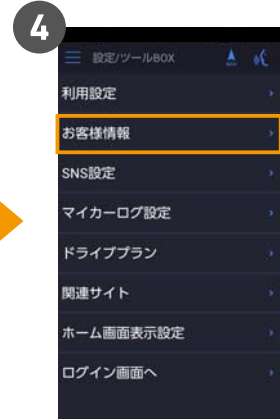 4
設定/ツールBOX
利用設定
お客様情報
SNS設定
マイカーログ設定
ドライブプラン
関連サイト
ホーム画面表示設定
ログイン画面へ